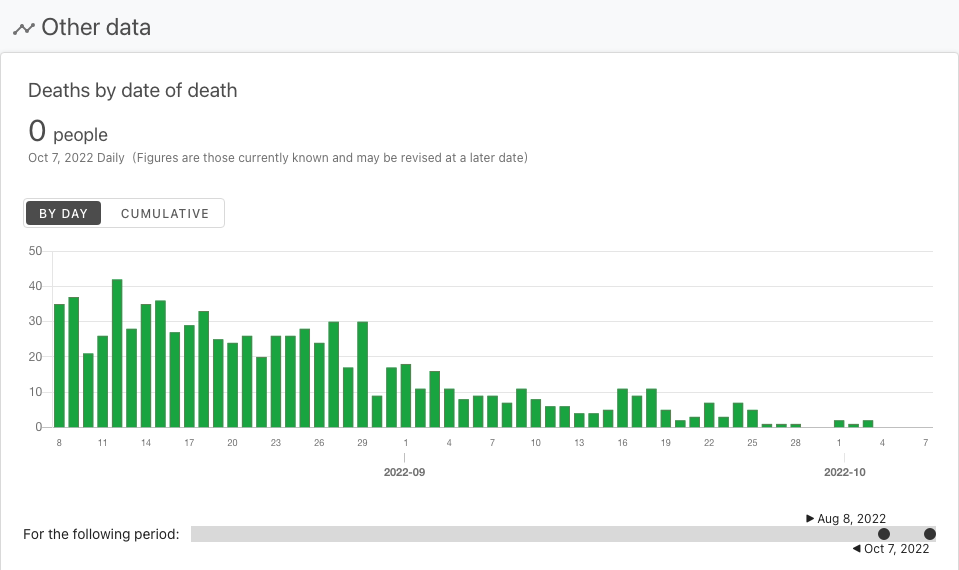 Other data
Deaths by date of death
0 people
Oct 7, 2022 Daily (Figures are those currently known and may be revised at a later date)
BY DAY CUMULATIVE
50
40
30
20
10
0
8 11 14 17 20 23 26 29 1 4 7 10 13 16 19 22 25 28 1 4 7
2022-09 2022-10
▶ Aug 8, 2022
For the following period:
◀ Oct 7, 2022